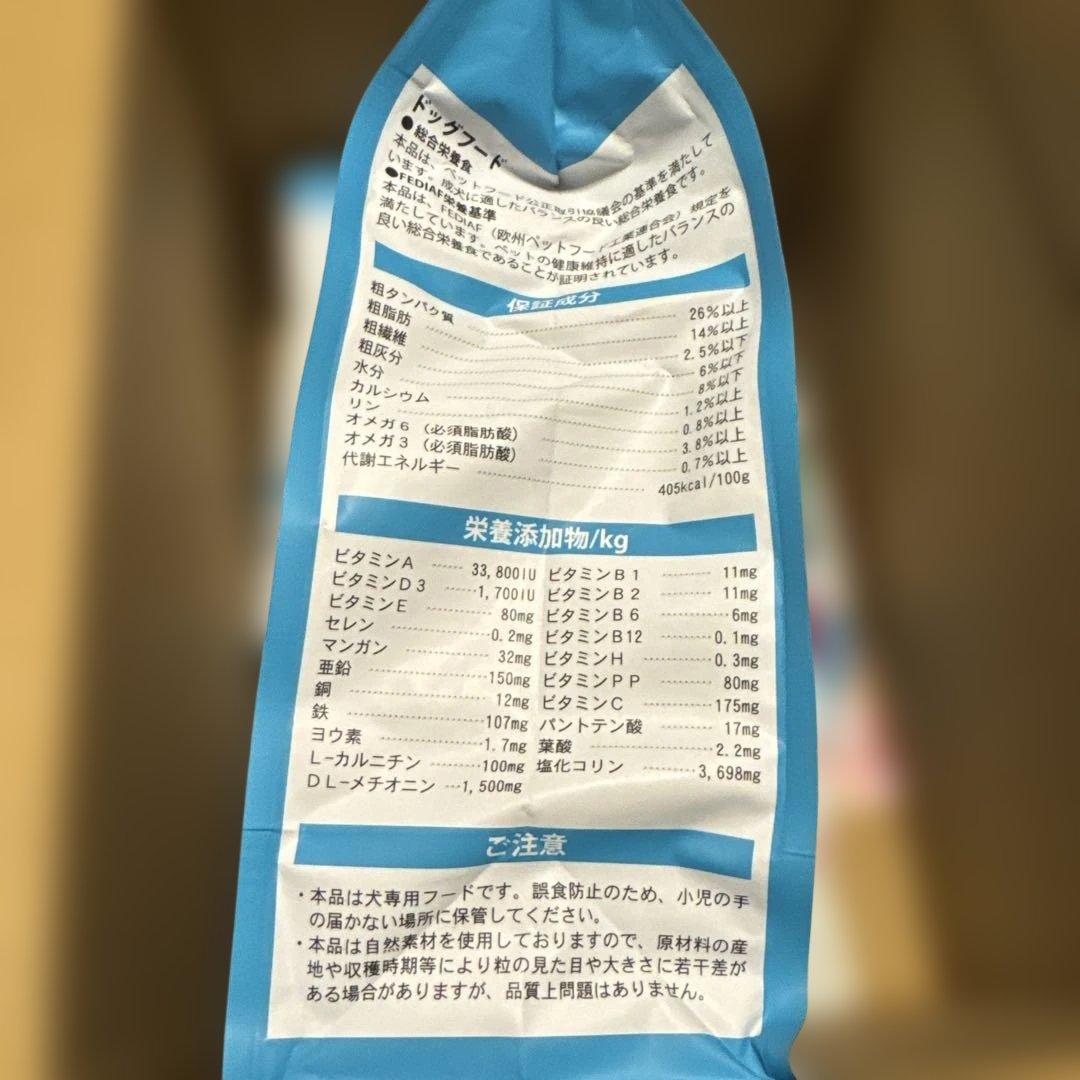 ドッグフード
●総合栄養食
本品は、ペットフード公正取引協議会の基準を満たして
います。成犬に適したバランスの良い総合栄養食です。
●FEDIAF栄養基準
本品は、FEDIAF(欧州ペットフード工業連合会)規定を
満たしています。ペットの健康維持に適したバランスの
良い総合栄養食であることが証明されています。
保証成分
粗タンパク質 26%以上
粗脂肪 14%以上
粗繊維 2.5%以下
粗灰分 6%以下
水分 8%以下
カルシウム 1.2%以上
リン 0.8%以上
オメガ6(必須脂肪酸) 3.8%以上
オメガ3(必須脂肪酸) 0.7%以上
代謝エネルギー 405kcal/100g
栄養添加物/kg
ビタミンA 33,800IU
ビタミンD3 1,700IU
ビタミンE 80mg
セレン 0.2mg
マンガン 32mg
亜鉛 150mg
銅 12mg
鉄 107mg
ヨウ素 1.7mg
L-カルニチン 100mg
DL-メチオニン 1,500mg
ビタミンB1 11mg
ビタミンB2 11mg
ビタミンB6 6mg
ビタミンB12 0.1mg
ビタミンH 0.3mg
ビタミンPP 80mg
ビタミンC 175mg
パントテン酸 17mg
葉酸 2.2mg
塩化コリン 3,698mg
ご注意
・本品は犬専用フードです。誤食防止のため、小児の手
の届かない場所に保管してください。
・本品は自然素材を使用しておりますので、原材料の産
地や収穫時期等により粒の見た目や大きさに若干差が
ある場合がありますが、品質上問題はありません。